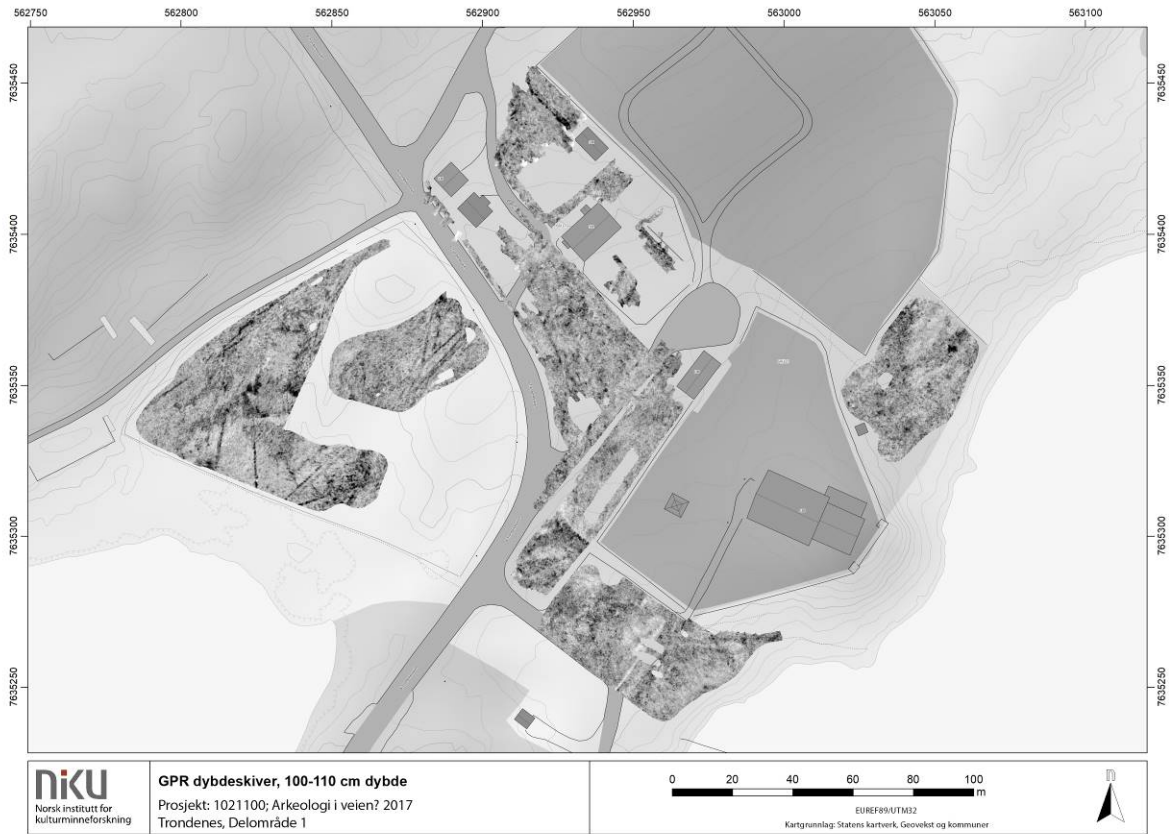 562750 562800 562850 562900 562950 563000 563050 563100
7635450 7635450
7635400 7635400
7635350 7635350
7635300 7635300
7635250 7635250
niku
Norsk institutt for
kulturminneforskning
GPR dybdeskiver, 100-110 cm dybde
Prosjekt: 1021100; Arkeologi i veien? 2017
Trondenes, Delområde 1
0 20 40 60 80 100
m
EUREF89/UTM32
Kartgrunnlag: Statens kartverk, Geovekst og kommuner
n